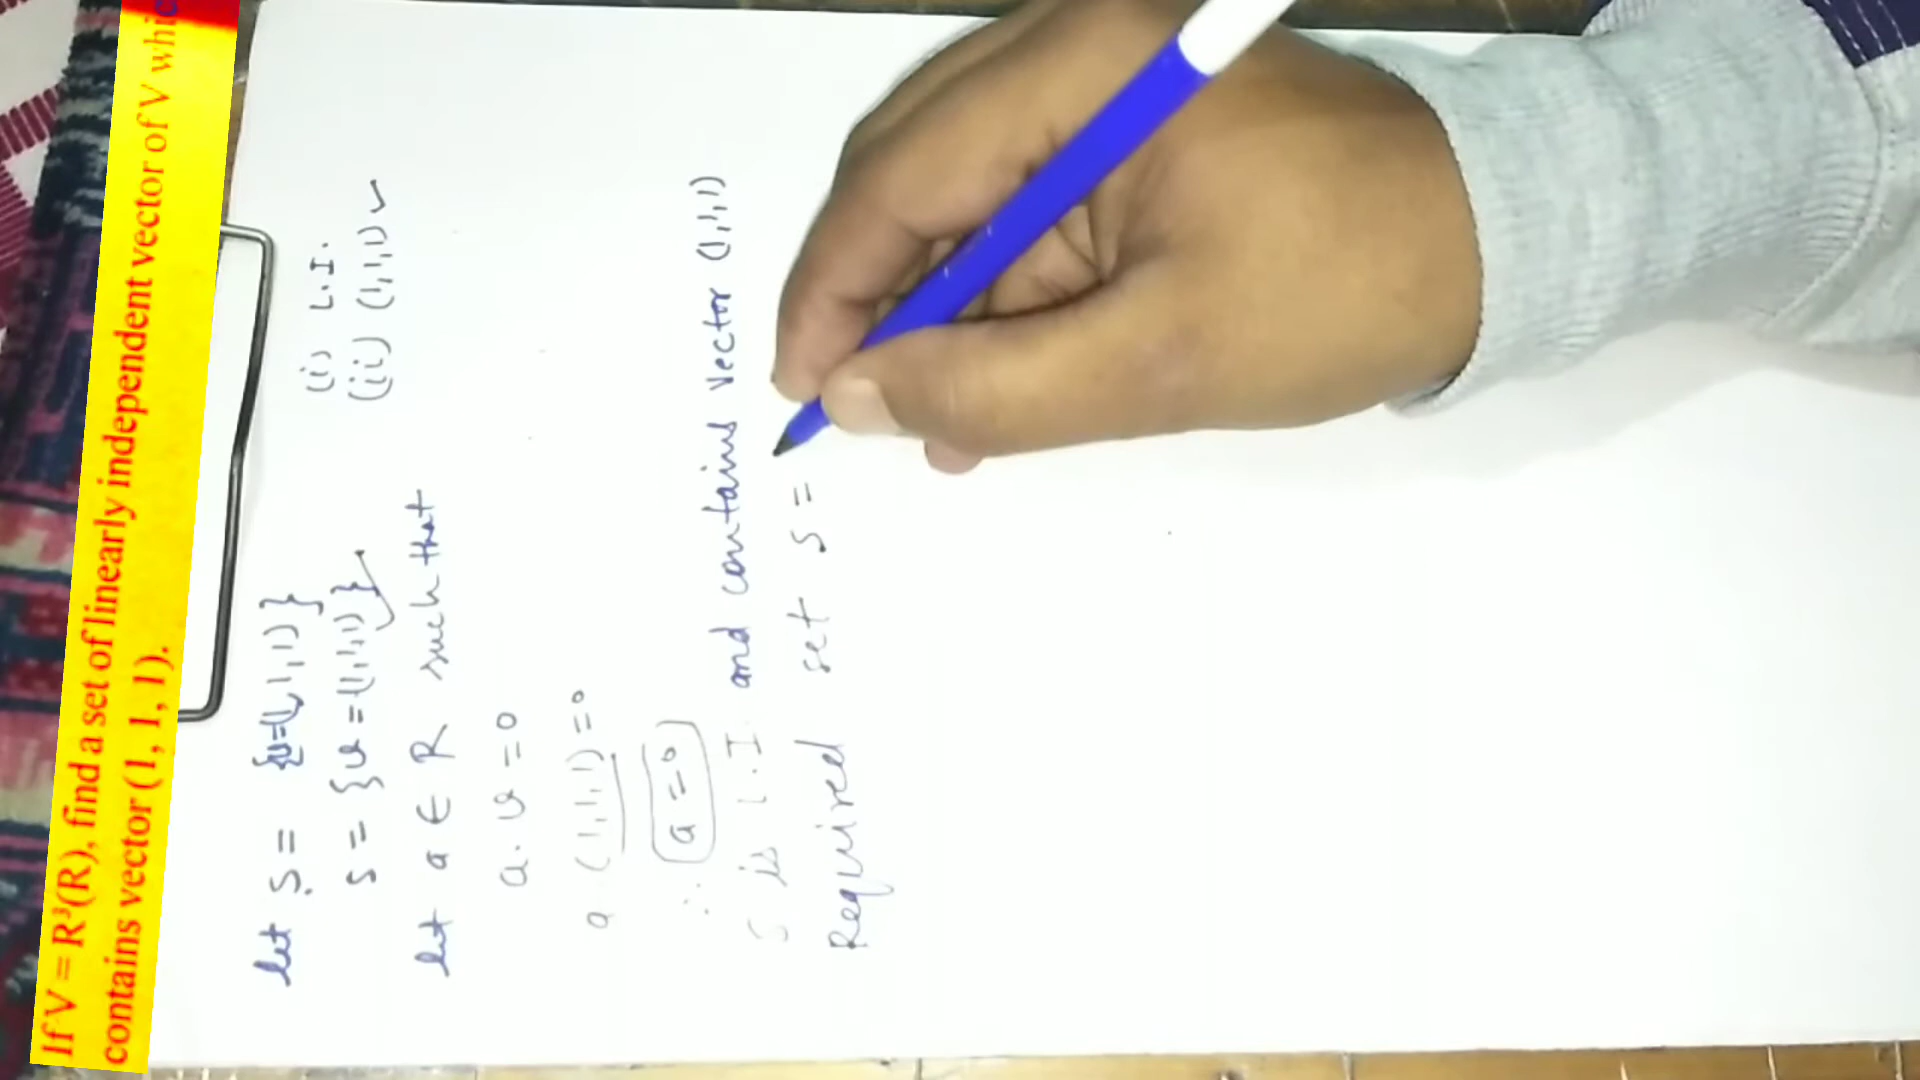 If V = R³(R), find a set of linearly independent vector of V which
contains vector (1, 1, 1).
let S = {v=(1,1,1)}
(i) L.I.
S = {v=(1,1,1)}
(ii) (1,1,1) ✓
let a ∈ R such that
a.v=0
a (1,1,1)=0
∴ a=0
S is L.I. and contains vector (1,1,1)
Required set S =